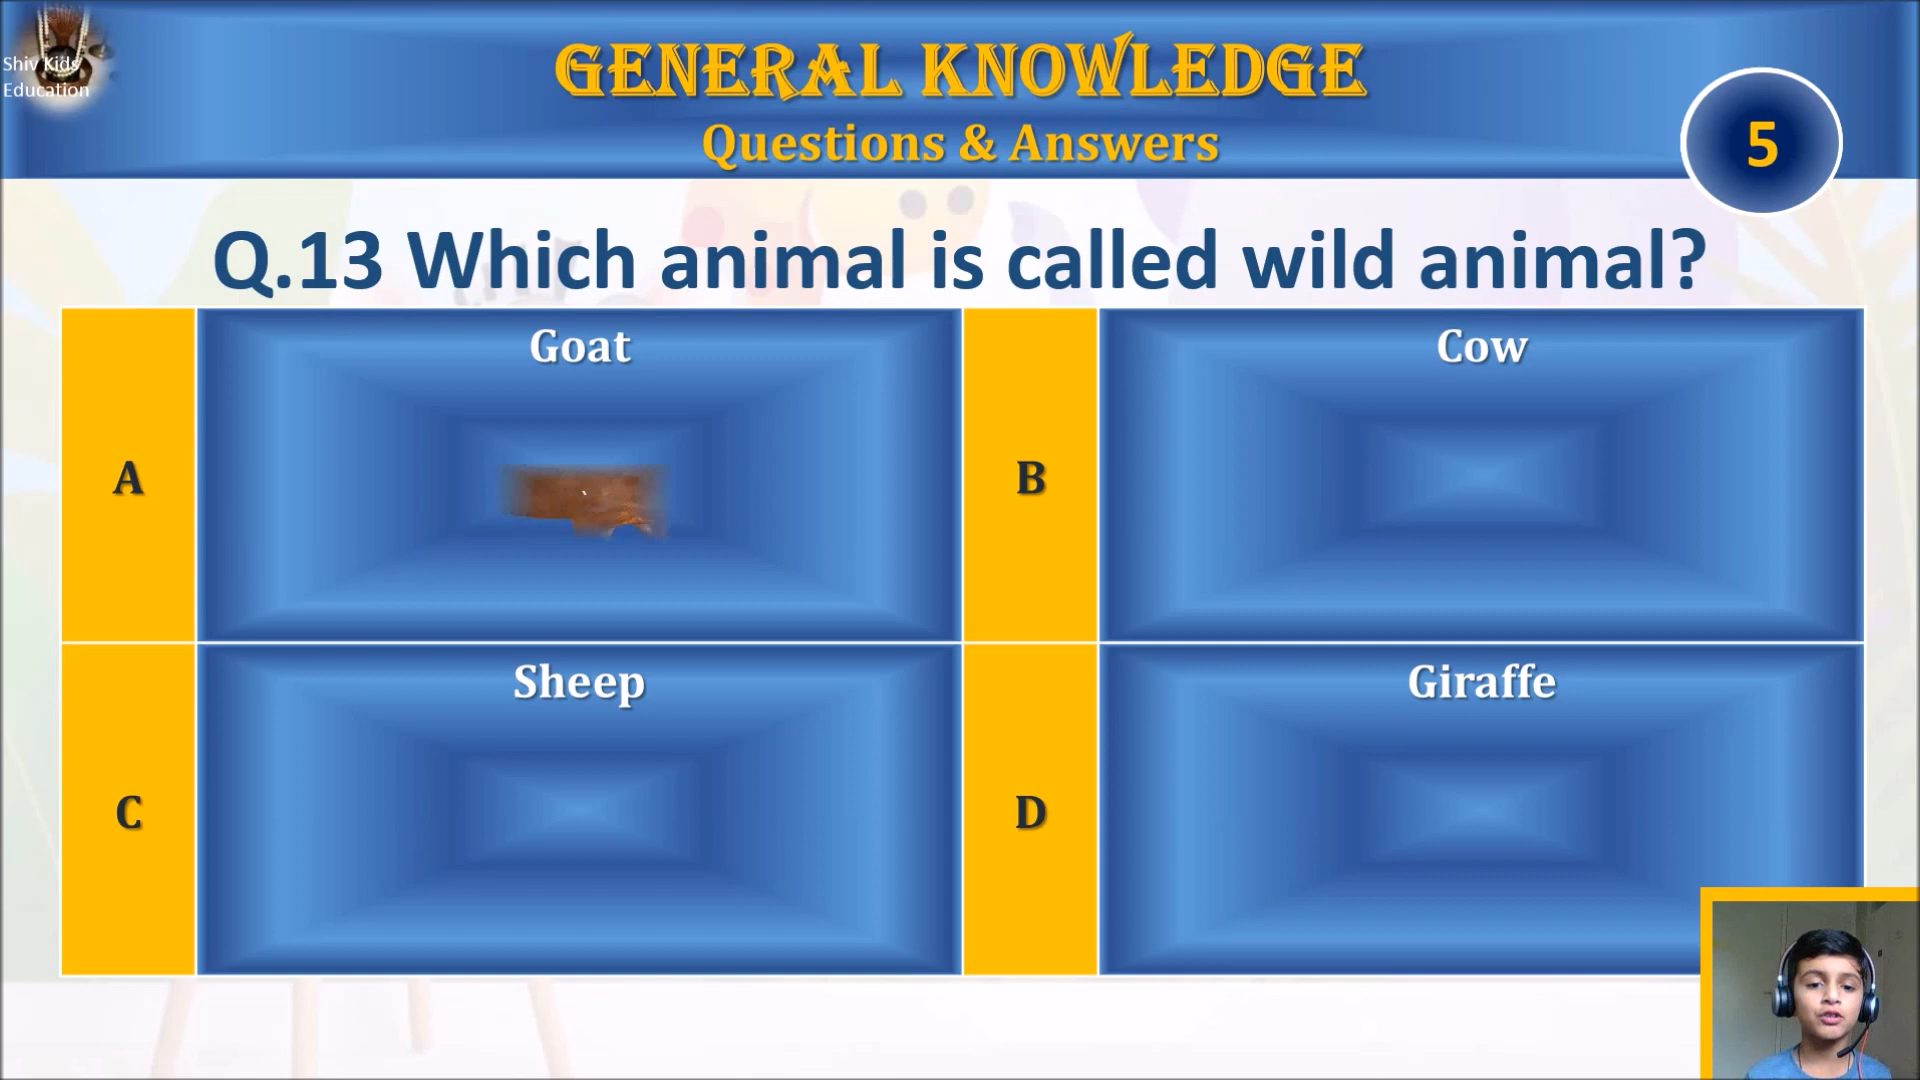 Shiv Kids
Education
GENERAL KNOWLEDGE
Questions & Answers
5
Q.13 Which animal is called wild animal?
A
Goat
B
Cow
C
Sheep
D
Giraffe